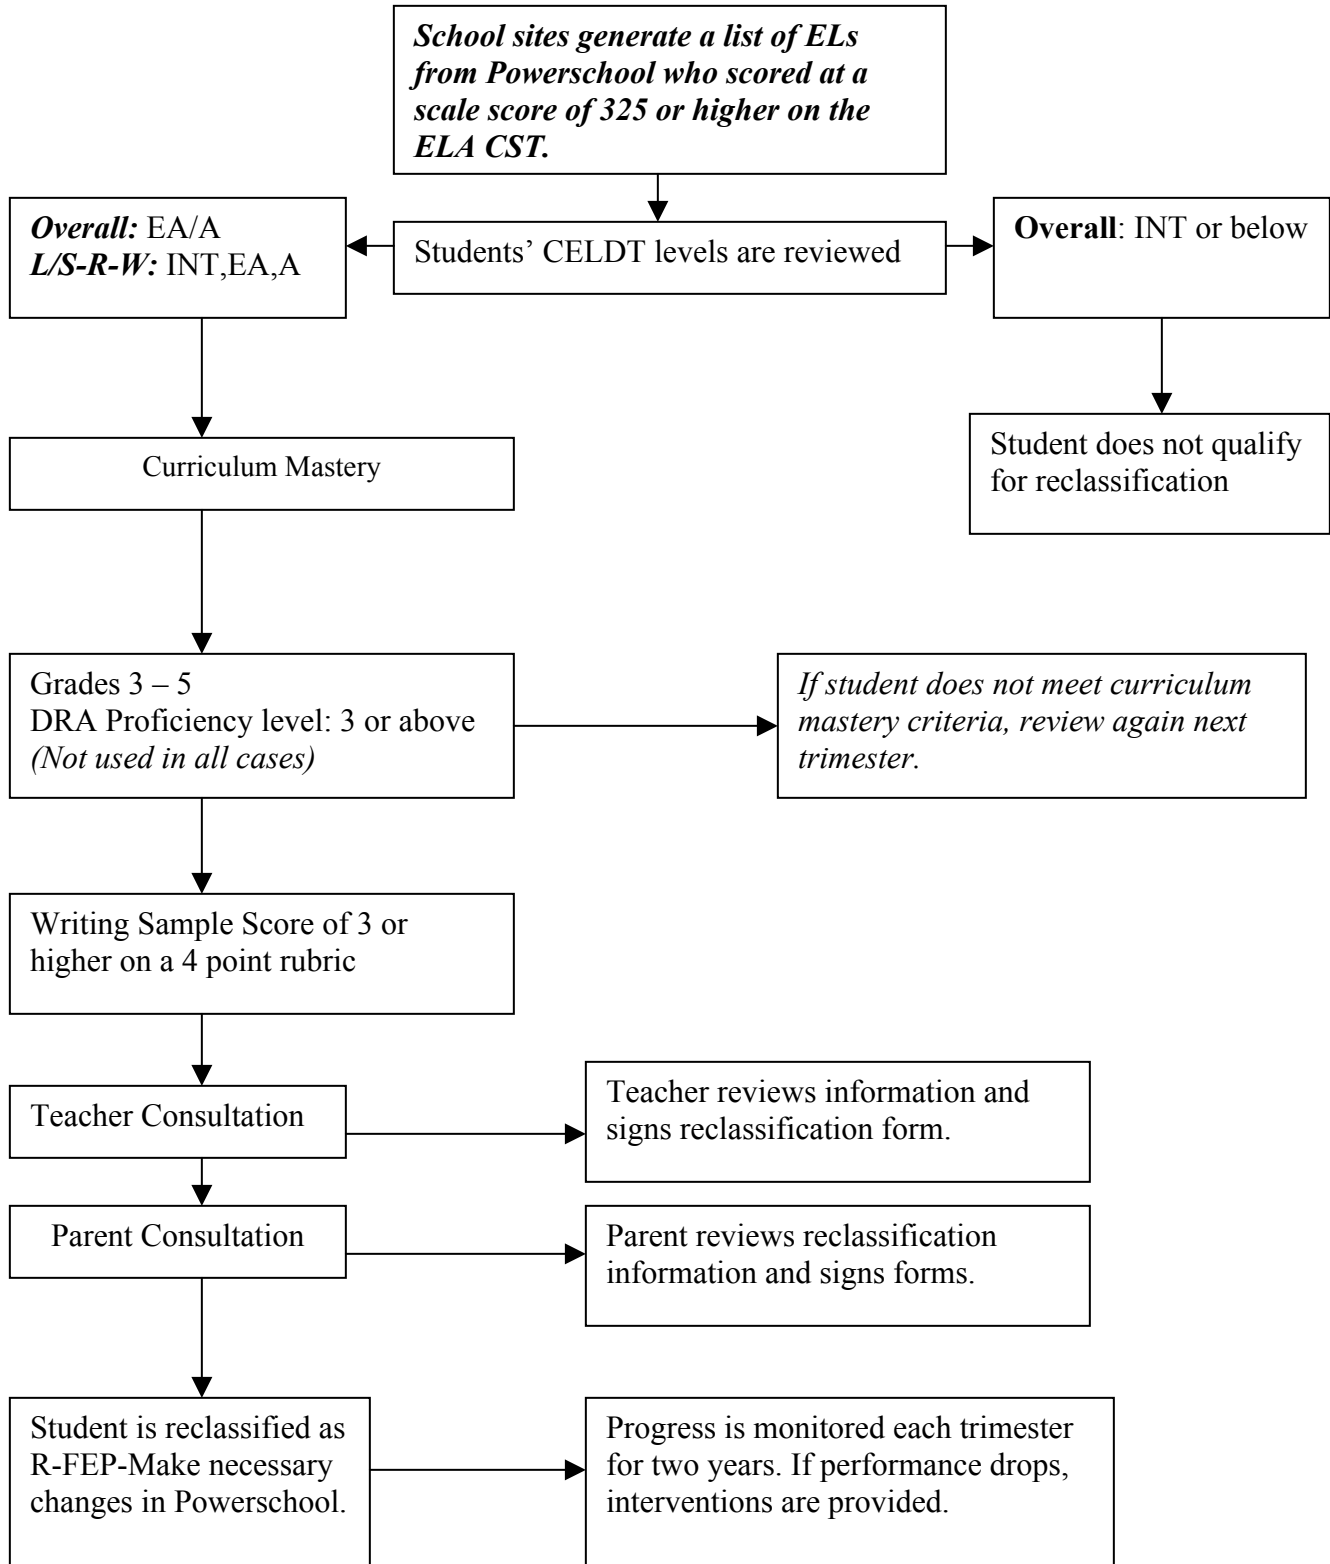 School sites generate a list of ELs
from Powerschool who scored at a
scale score of 325 or higher on the
ELA CST.
Overall: EA/A
L/S-R-W: INT,EA,A
Students’ CELDT levels are reviewed
Overall: INT or below
Curriculum Mastery
Student does not qualify
for reclassification
Grades 3 – 5
DRA Proficiency level: 3 or above
(Not used in all cases)
If student does not meet curriculum
mastery criteria, review again next
trimester.
Writing Sample Score of 3 or
higher on a 4 point rubric
Teacher Consultation
Teacher reviews information and
signs reclassification form.
Parent Consultation
Parent reviews reclassification
information and signs forms.
Student is reclassified as
R-FEP-Make necessary
changes in Powerschool.
Progress is monitored each trimester
for two years. If performance drops,
interventions are provided.